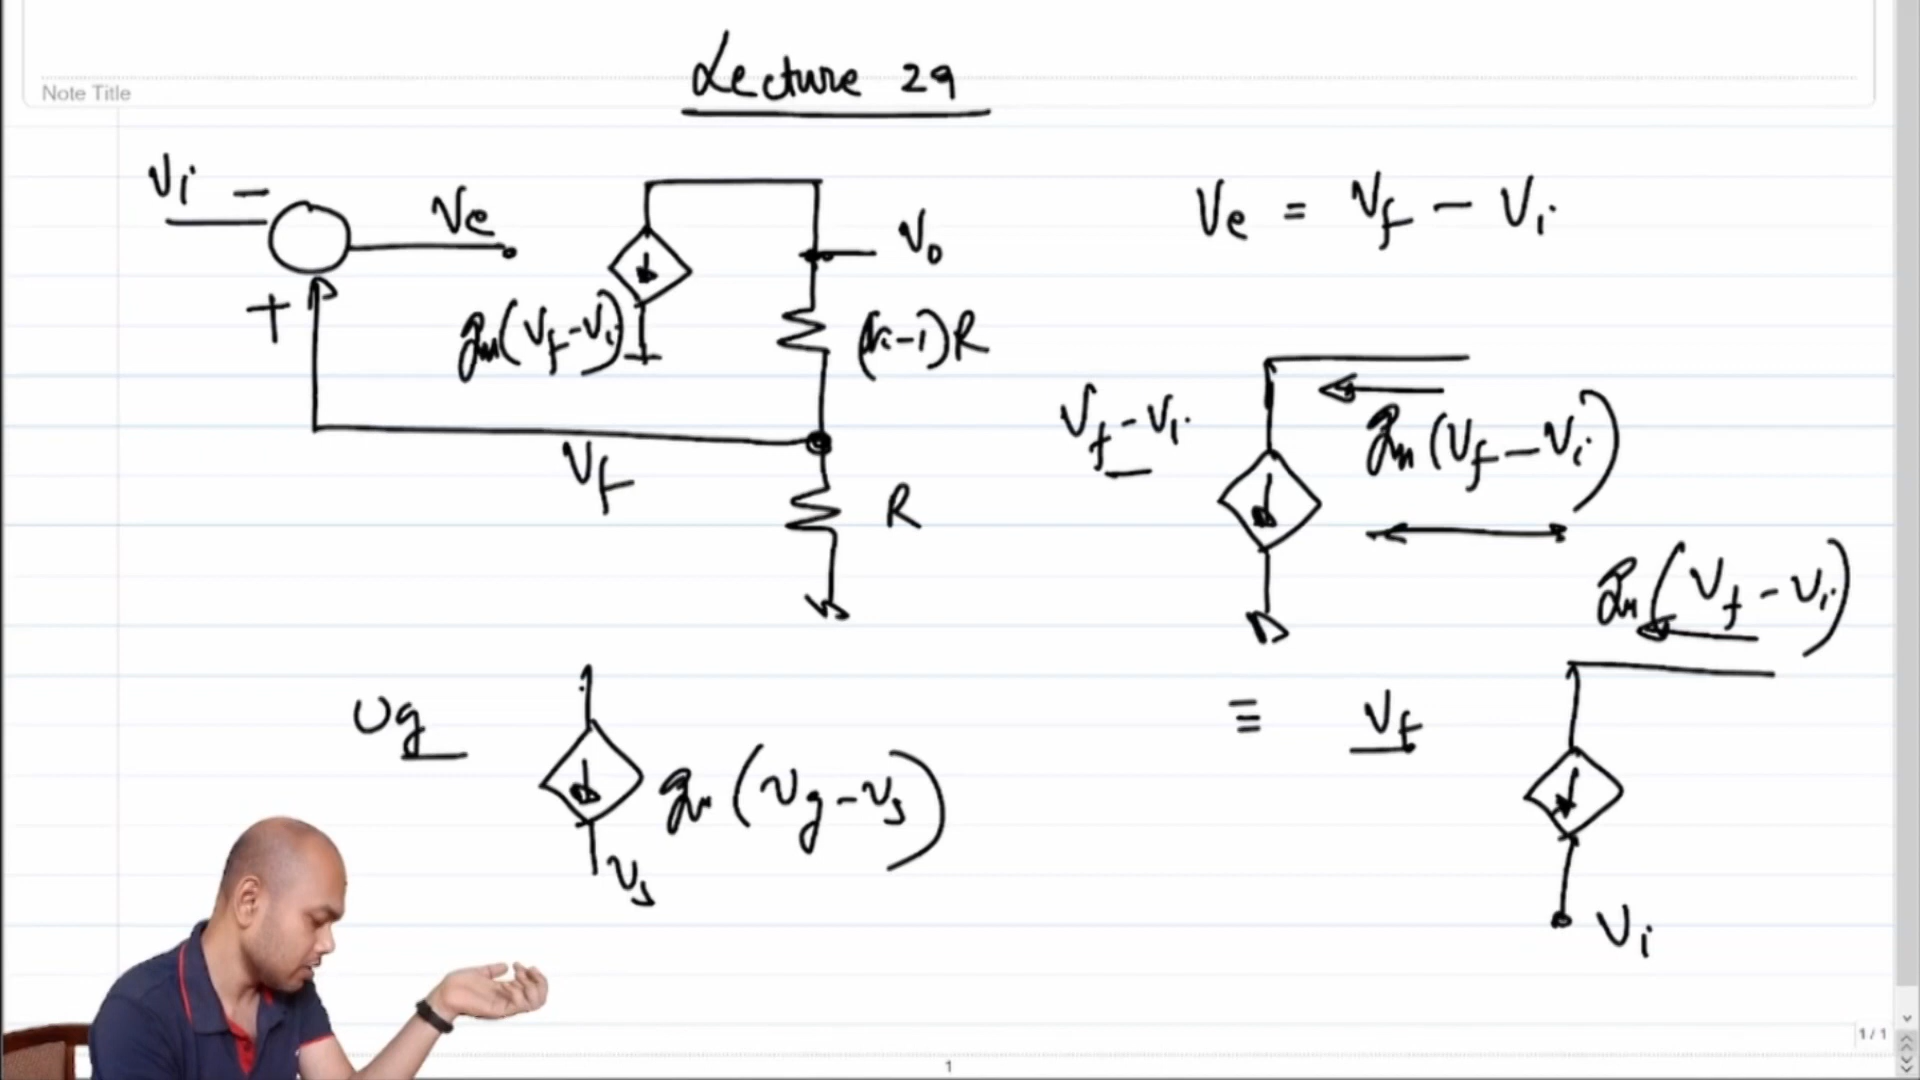 Lecture 29
Note Title
Vi −
Ve
+
gm(Vf-Vi)
Vo
(k-1)R
Vf
R
Ve = Vf − Vi
Vf-Vi
gm(Vf-Vi)
gm(Vf-Vi)
vg
gm(vg-vs)
vs
≡ Vf
Vi
1 / 1
1